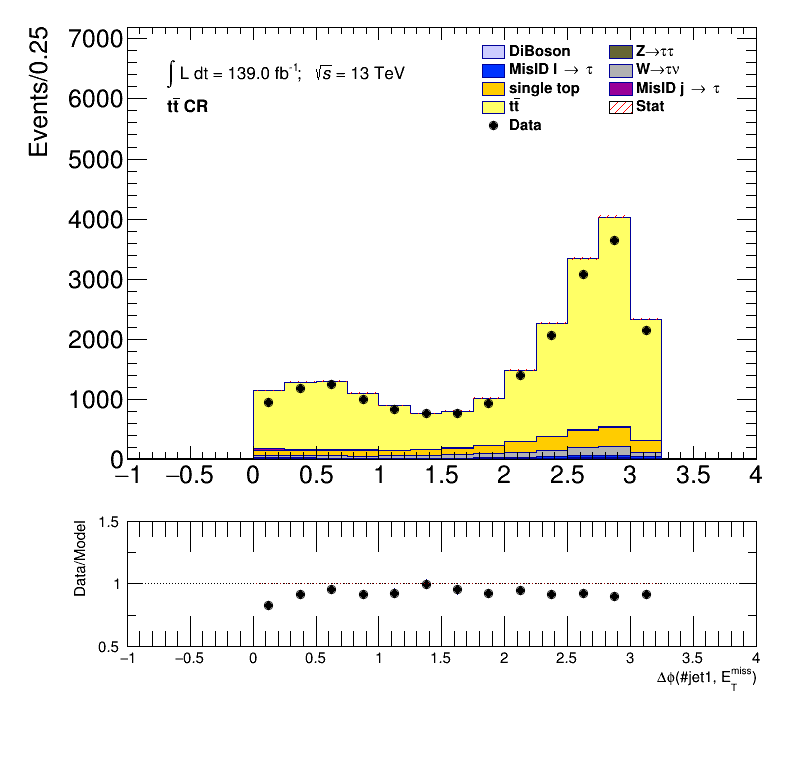 Events/0.25
7000
6000
5000
4000
3000
2000
1000
0
∫ L dt = 139.0 fb⁻¹; √s = 13 TeV
tt̄ CR
DiBoson
MisID l → τ
single top
tt̄
Data
Z→ττ
W→τν
MisID j → τ
Stat
−1 −0.5 0 0.5 1 1.5 2 2.5 3 3.5 4
Data/Model
1.5
1
0.5
−1 −0.5 0 0.5 1 1.5 2 2.5 3 3.5 4
Δϕ(#jet1, E_T^miss)